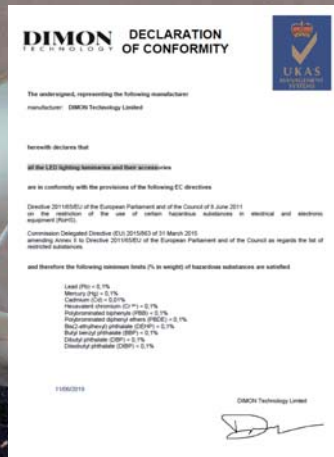 DIMON
TECHNOLOGY
DECLARATION
OF CONFORMITY
UKAS
MANAGEMENT
SYSTEMS
The undersigned, representing the following manufacturer
manufacturer: DIMON Technology Limited
herewith declares that
all the LED lighting luminaries and their accessories
are in conformity with the provisions of the following EC directives
Directive 2011/65/EU of the European Parliament and of the Council of 9 June 2011
on the restriction of the use of certain hazardous substances in electrical and electronic
equipment (RoHS).
Commission Delegated Directive (EU) 2015/863 of 31 March 2015
amending Annex II to Directive 2011/65/EU of the European Parliament and of the Council as regards the list of
restricted substances.
and therefore the following minimum limits (% in weight) of hazardous substances are satisfied
Lead (Pb) < 0,1%
Mercury (Hg) < 0,1%
Cadmium (Cd) < 0,01%
Hexavalent chromium (Cr⁶⁺) < 0,1%
Polybrominated biphenyls (PBB) < 0,1%
Polybrominated diphenyl ethers (PBDE) < 0,1%
Bis(2-ethylhexyl) phthalate (DEHP) < 0,1%
Butyl benzyl phthalate (BBP) < 0,1%
Dibutyl phthalate (DBP) < 0,1%
Diisobutyl phthalate (DIBP) < 0,1%
11/06/2019
DIMON Technology Limited